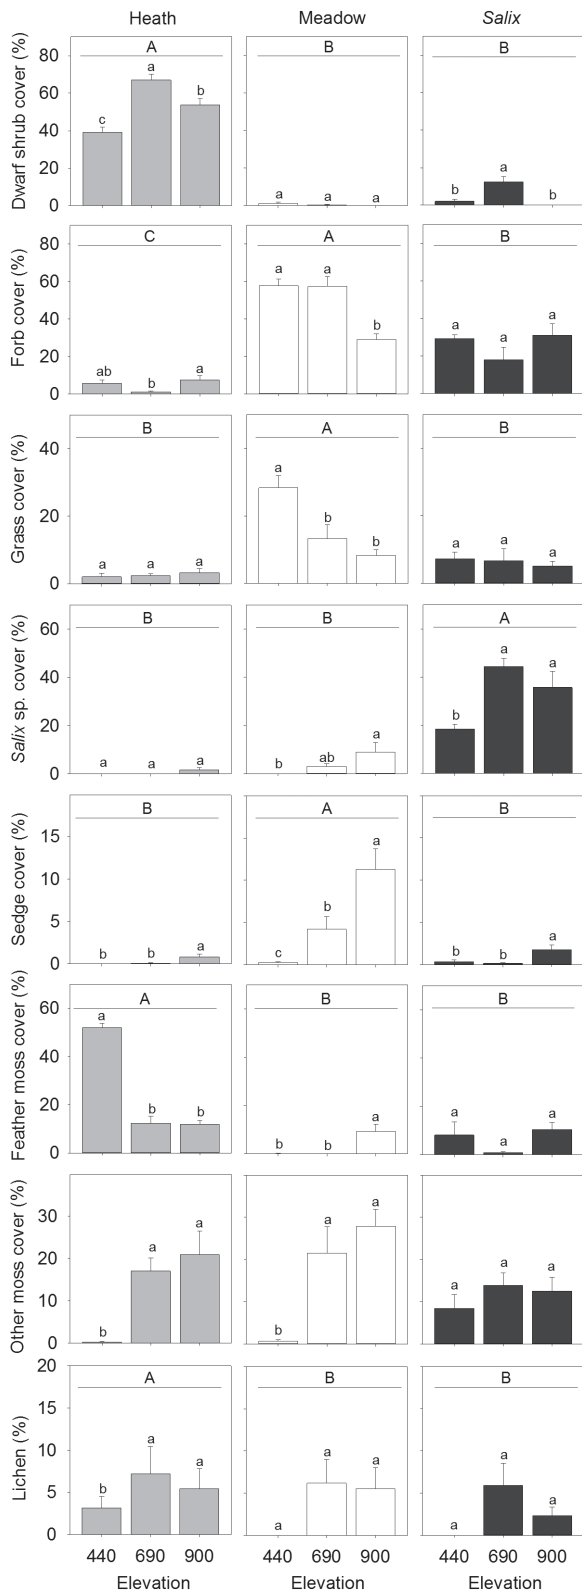 Heath Meadow Salix
Dwarf shrub cover (%)
80
60
40
20
0
A
c a b
B
a a a
B
b a b
Forb cover (%)
80
60
40
20
0
C
ab b a
A
a a b
B
a a a
Grass cover (%)
40
20
0
B
a a a
A
a b b
B
a a a
Salix sp. cover (%)
60
40
20
0
B
a a a
B
b ab a
A
b a a
Sedge cover (%)
15
10
5
0
B
b b a
A
c b a
B
b b a
Feather moss cover (%)
60
40
20
0
A
a b b
B
b b a
B
a a a
Other moss cover (%)
30
20
10
0
b a a
b a a
a a a
Lichen (%)
20
15
10
5
0
A
b a a
B
a a a
B
a a a
440 690 900 440 690 900 440 690 900
Elevation Elevation Elevation